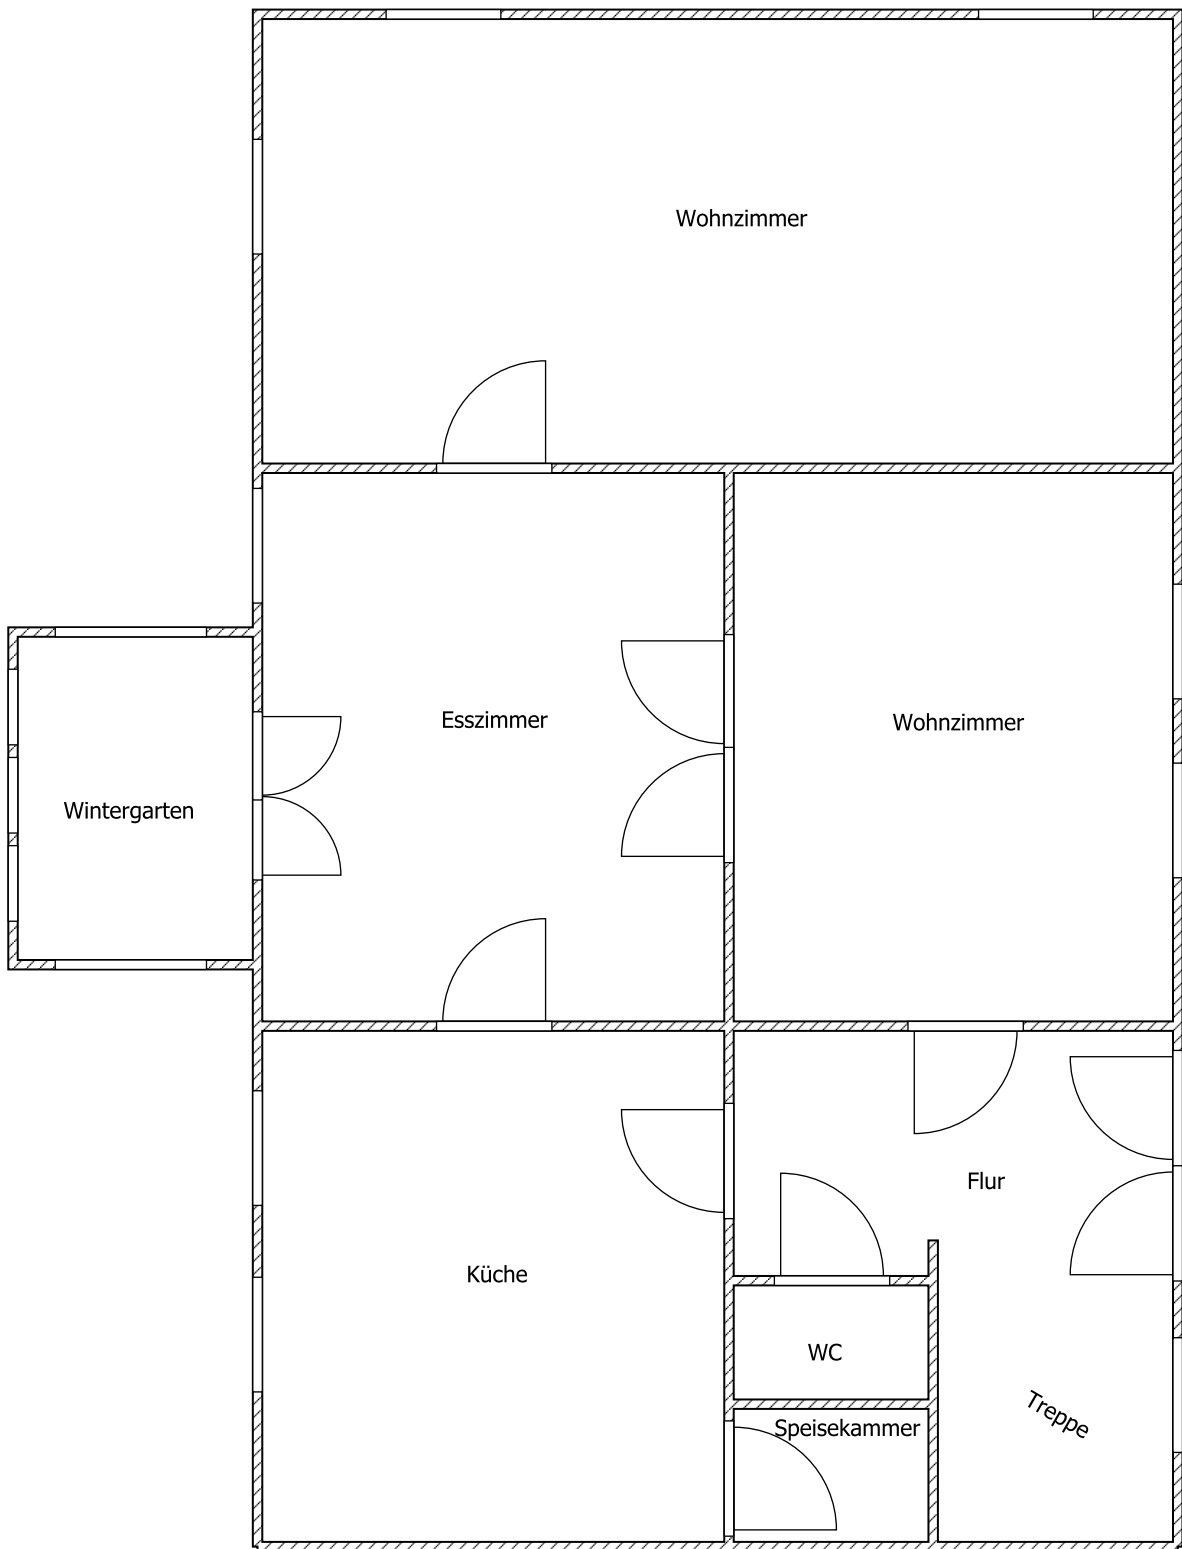 Wohnzimmer
Esszimmer
Wohnzimmer
Wintergarten
Flur
Küche
WC
Treppe
Speisekammer